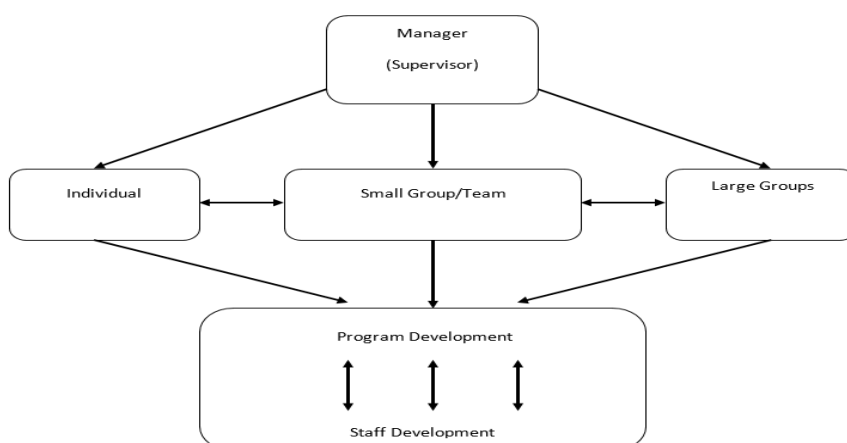 Manager
(Supervisor)
Individual
Small Group/Team
Large Groups
Program Development
Staff Development